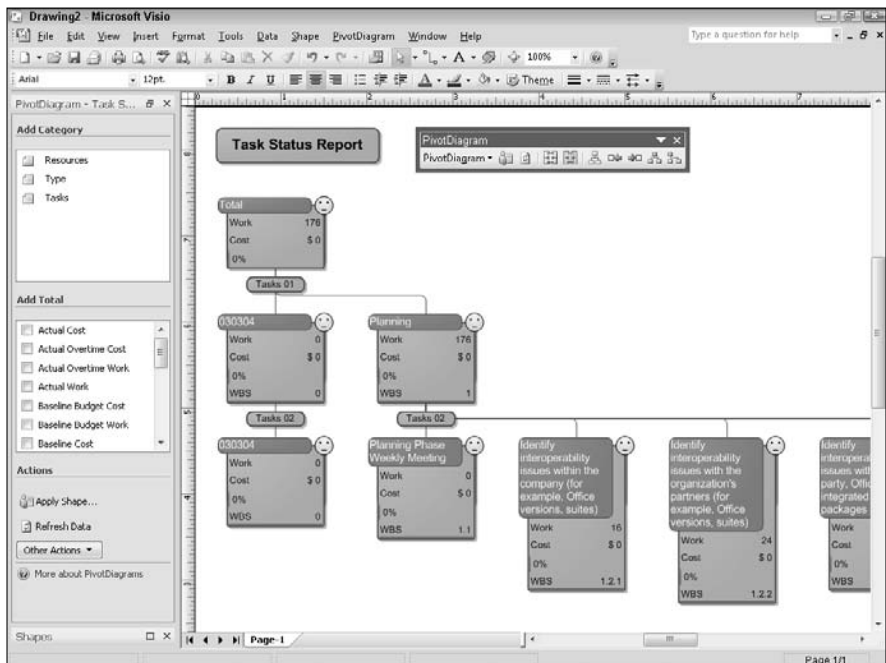 Drawing2 - Microsoft Visio
File Edit View Insert Format Tools Data Shape PivotDiagram Window Help
Type a question for help
100%
Arial
12pt.
B I U
Theme
PivotDiagram - Task S...
Add Category
Resources
Type
Tasks
Add Total
Actual Cost
Actual Overtime Cost
Actual Overtime Work
Actual Work
Baseline Budget Cost
Baseline Budget Work
Baseline Cost
Actions
Apply Shape...
Refresh Data
Other Actions
More about PivotDiagrams
Shapes
Task Status Report
PivotDiagram
PivotDiagram
Total
Work 176
Cost $ 0
0%
Tasks 01
030304
Work 0
Cost $ 0
0%
WBS 0
Planning
Work 176
Cost $ 0
0%
WBS 1
Tasks 02
Tasks 02
030304
Work 0
Cost $ 0
0%
WBS 0
Planning Phase
Weekly Meeting
Work 0
Cost $ 0
0%
WBS 1.1
Identify
interoperability
issues within the
company (for
example, Office
versions, suites)
Work 16
Cost $ 0
0%
WBS 1.2.1
Identify
interoperability
issues with the
organization's
partners (for
example, Office
versions, suites)
Work 24
Cost $ 0
0%
WBS 1.2.2
Identify
interopera
issues with
party, Offic
integrated
packages
Work
Cost
0%
WBS
Page-1
Page 1/1